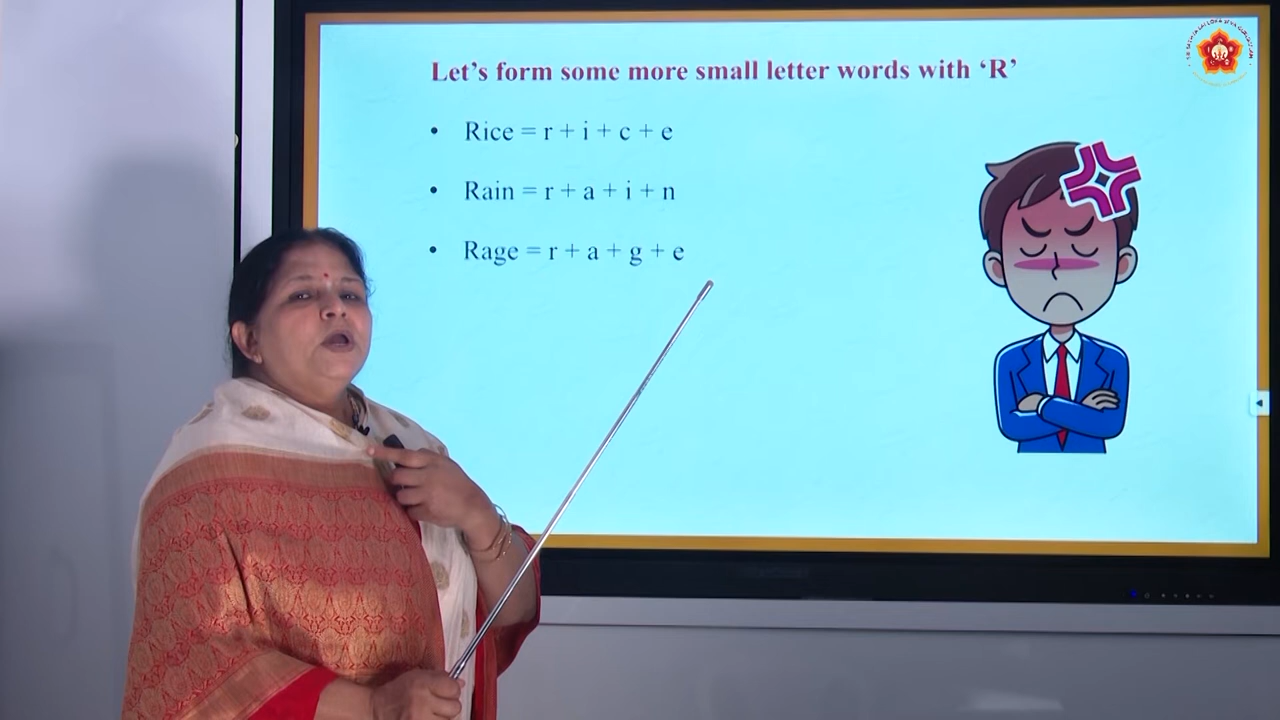 Let's form some more small letter words with ‘R’
• Rice = r + i + c + e
• Rain = r + a + i + n
• Rage = r + a + g + e